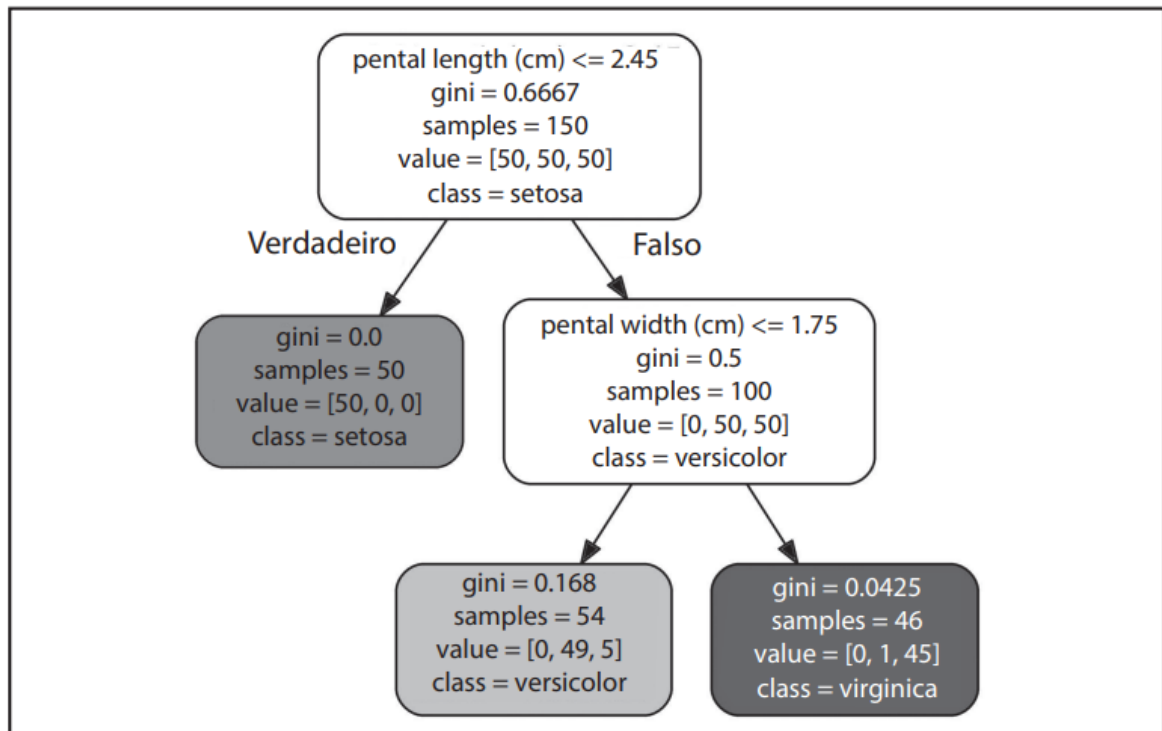 pental length (cm) <= 2.45
gini = 0.6667
samples = 150
value = [50, 50, 50]
class = setosa
Verdadeiro
Falso
gini = 0.0
samples = 50
value = [50, 0, 0]
class = setosa
pental width (cm) <= 1.75
gini = 0.5
samples = 100
value = [0, 50, 50]
class = versicolor
gini = 0.168
samples = 54
value = [0, 49, 5]
class = versicolor
gini = 0.0425
samples = 46
value = [0, 1, 45]
class = virginica